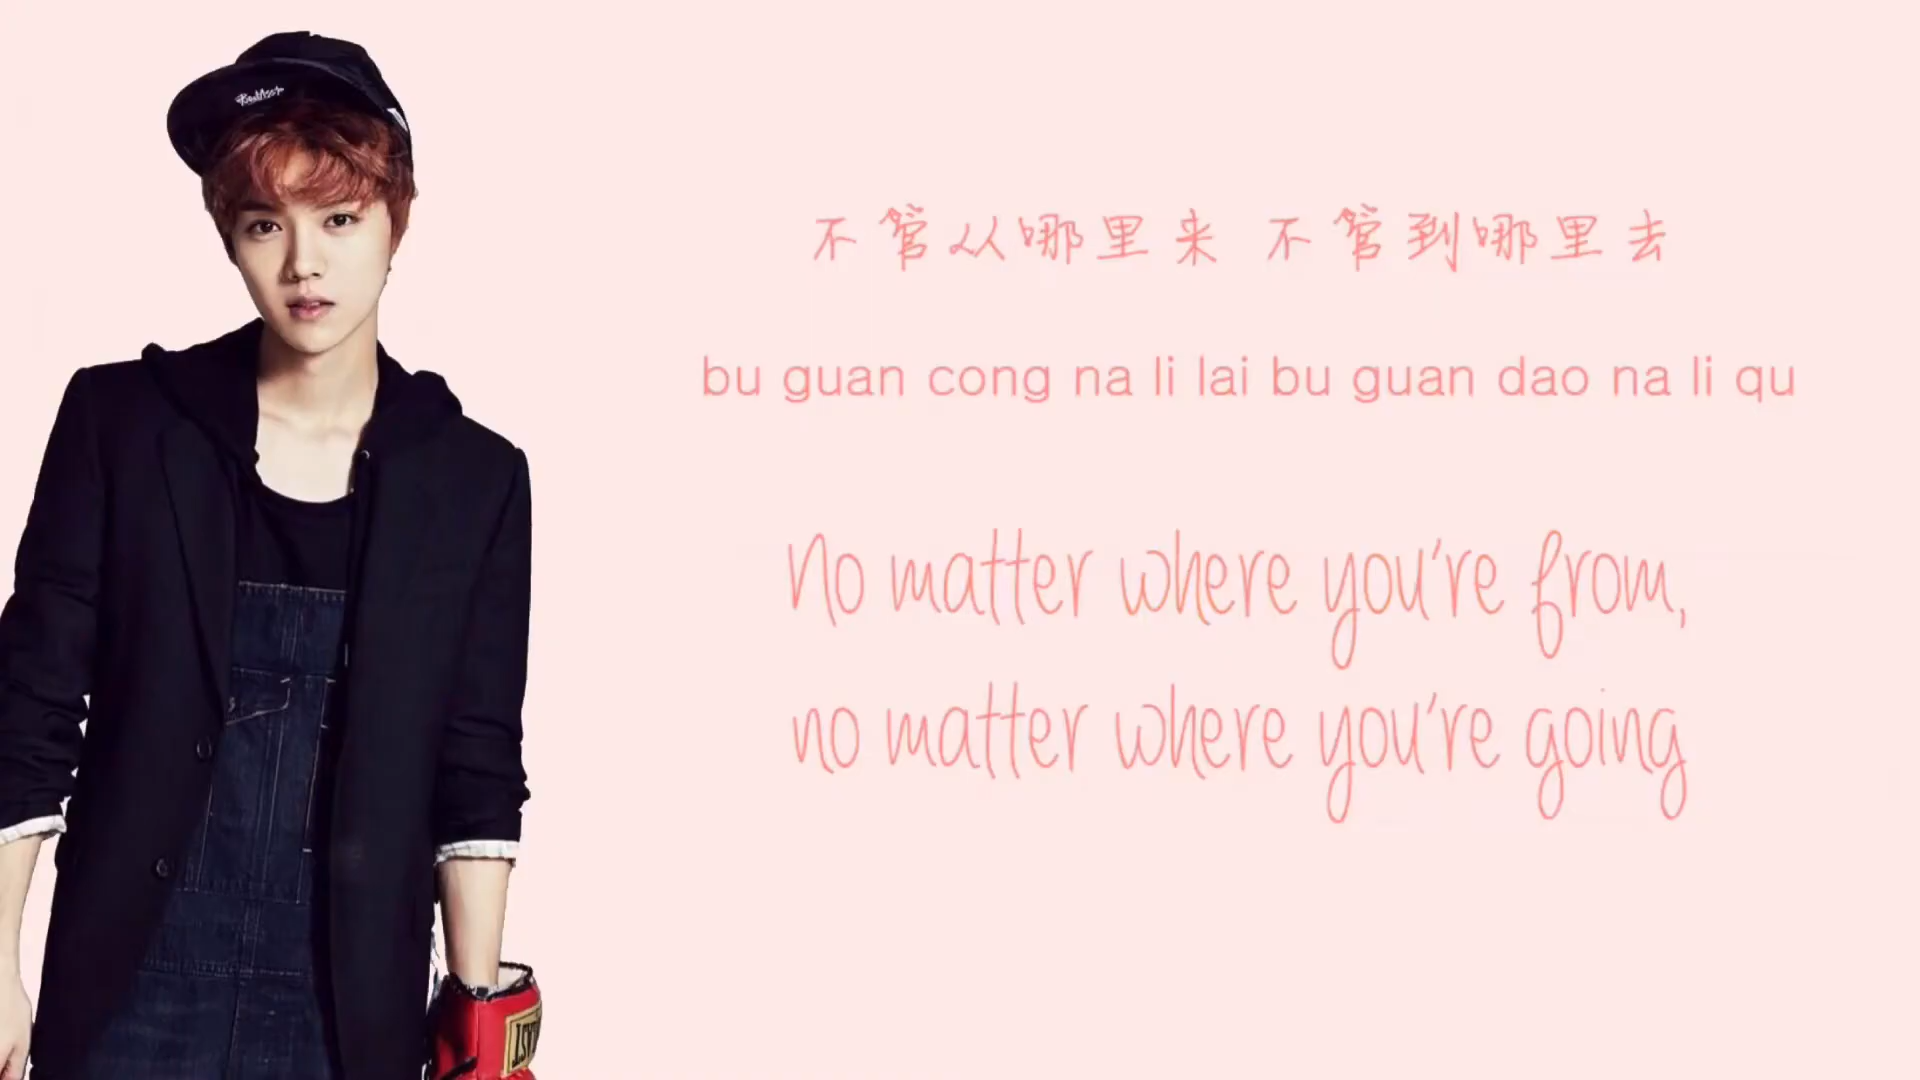 不管从哪里来 不管到哪里去
bu guan cong na li lai bu guan dao na li qu
No matter where you're from,
no matter where you're going